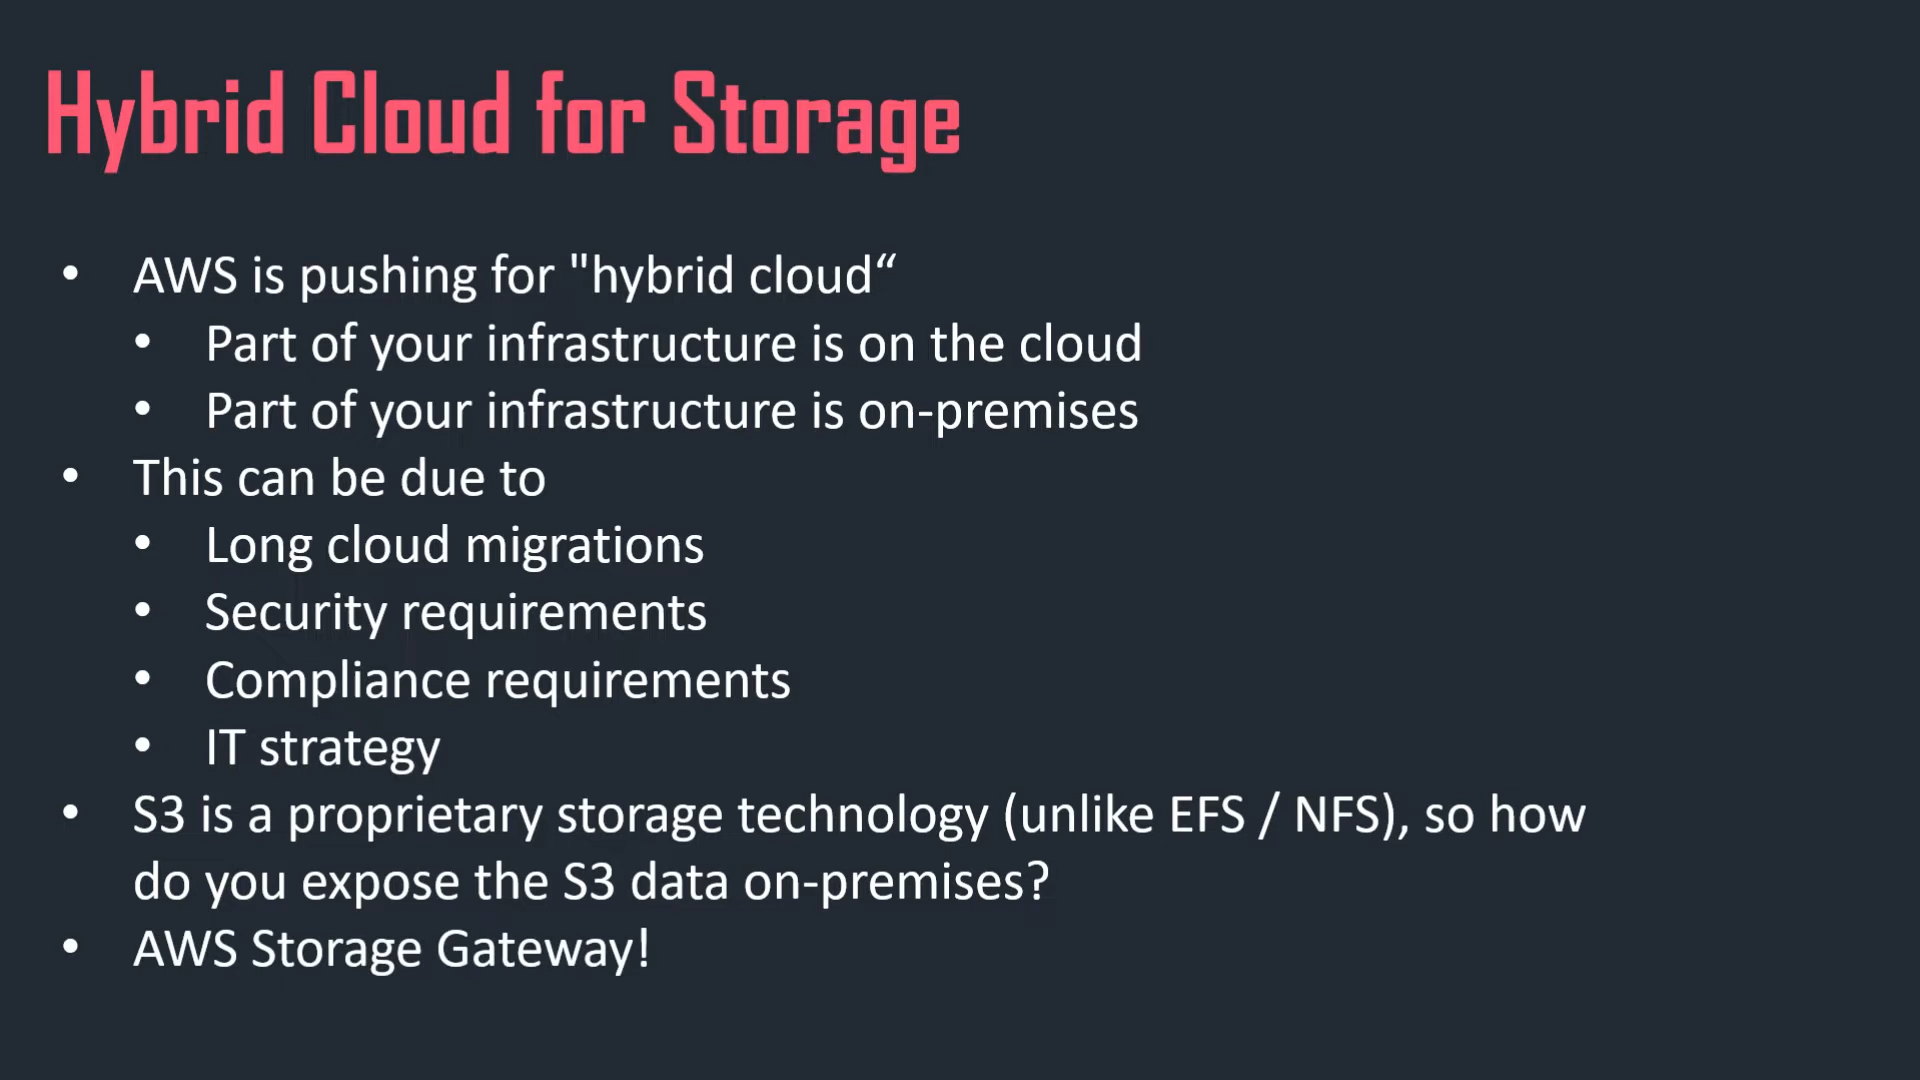 Hybrid Cloud for Storage
• AWS is pushing for "hybrid cloud“
• Part of your infrastructure is on the cloud
• Part of your infrastructure is on-premises
• This can be due to
• Long cloud migrations
• Security requirements
• Compliance requirements
• IT strategy
• S3 is a proprietary storage technology (unlike EFS / NFS), so how
do you expose the S3 data on-premises?
• AWS Storage Gateway!